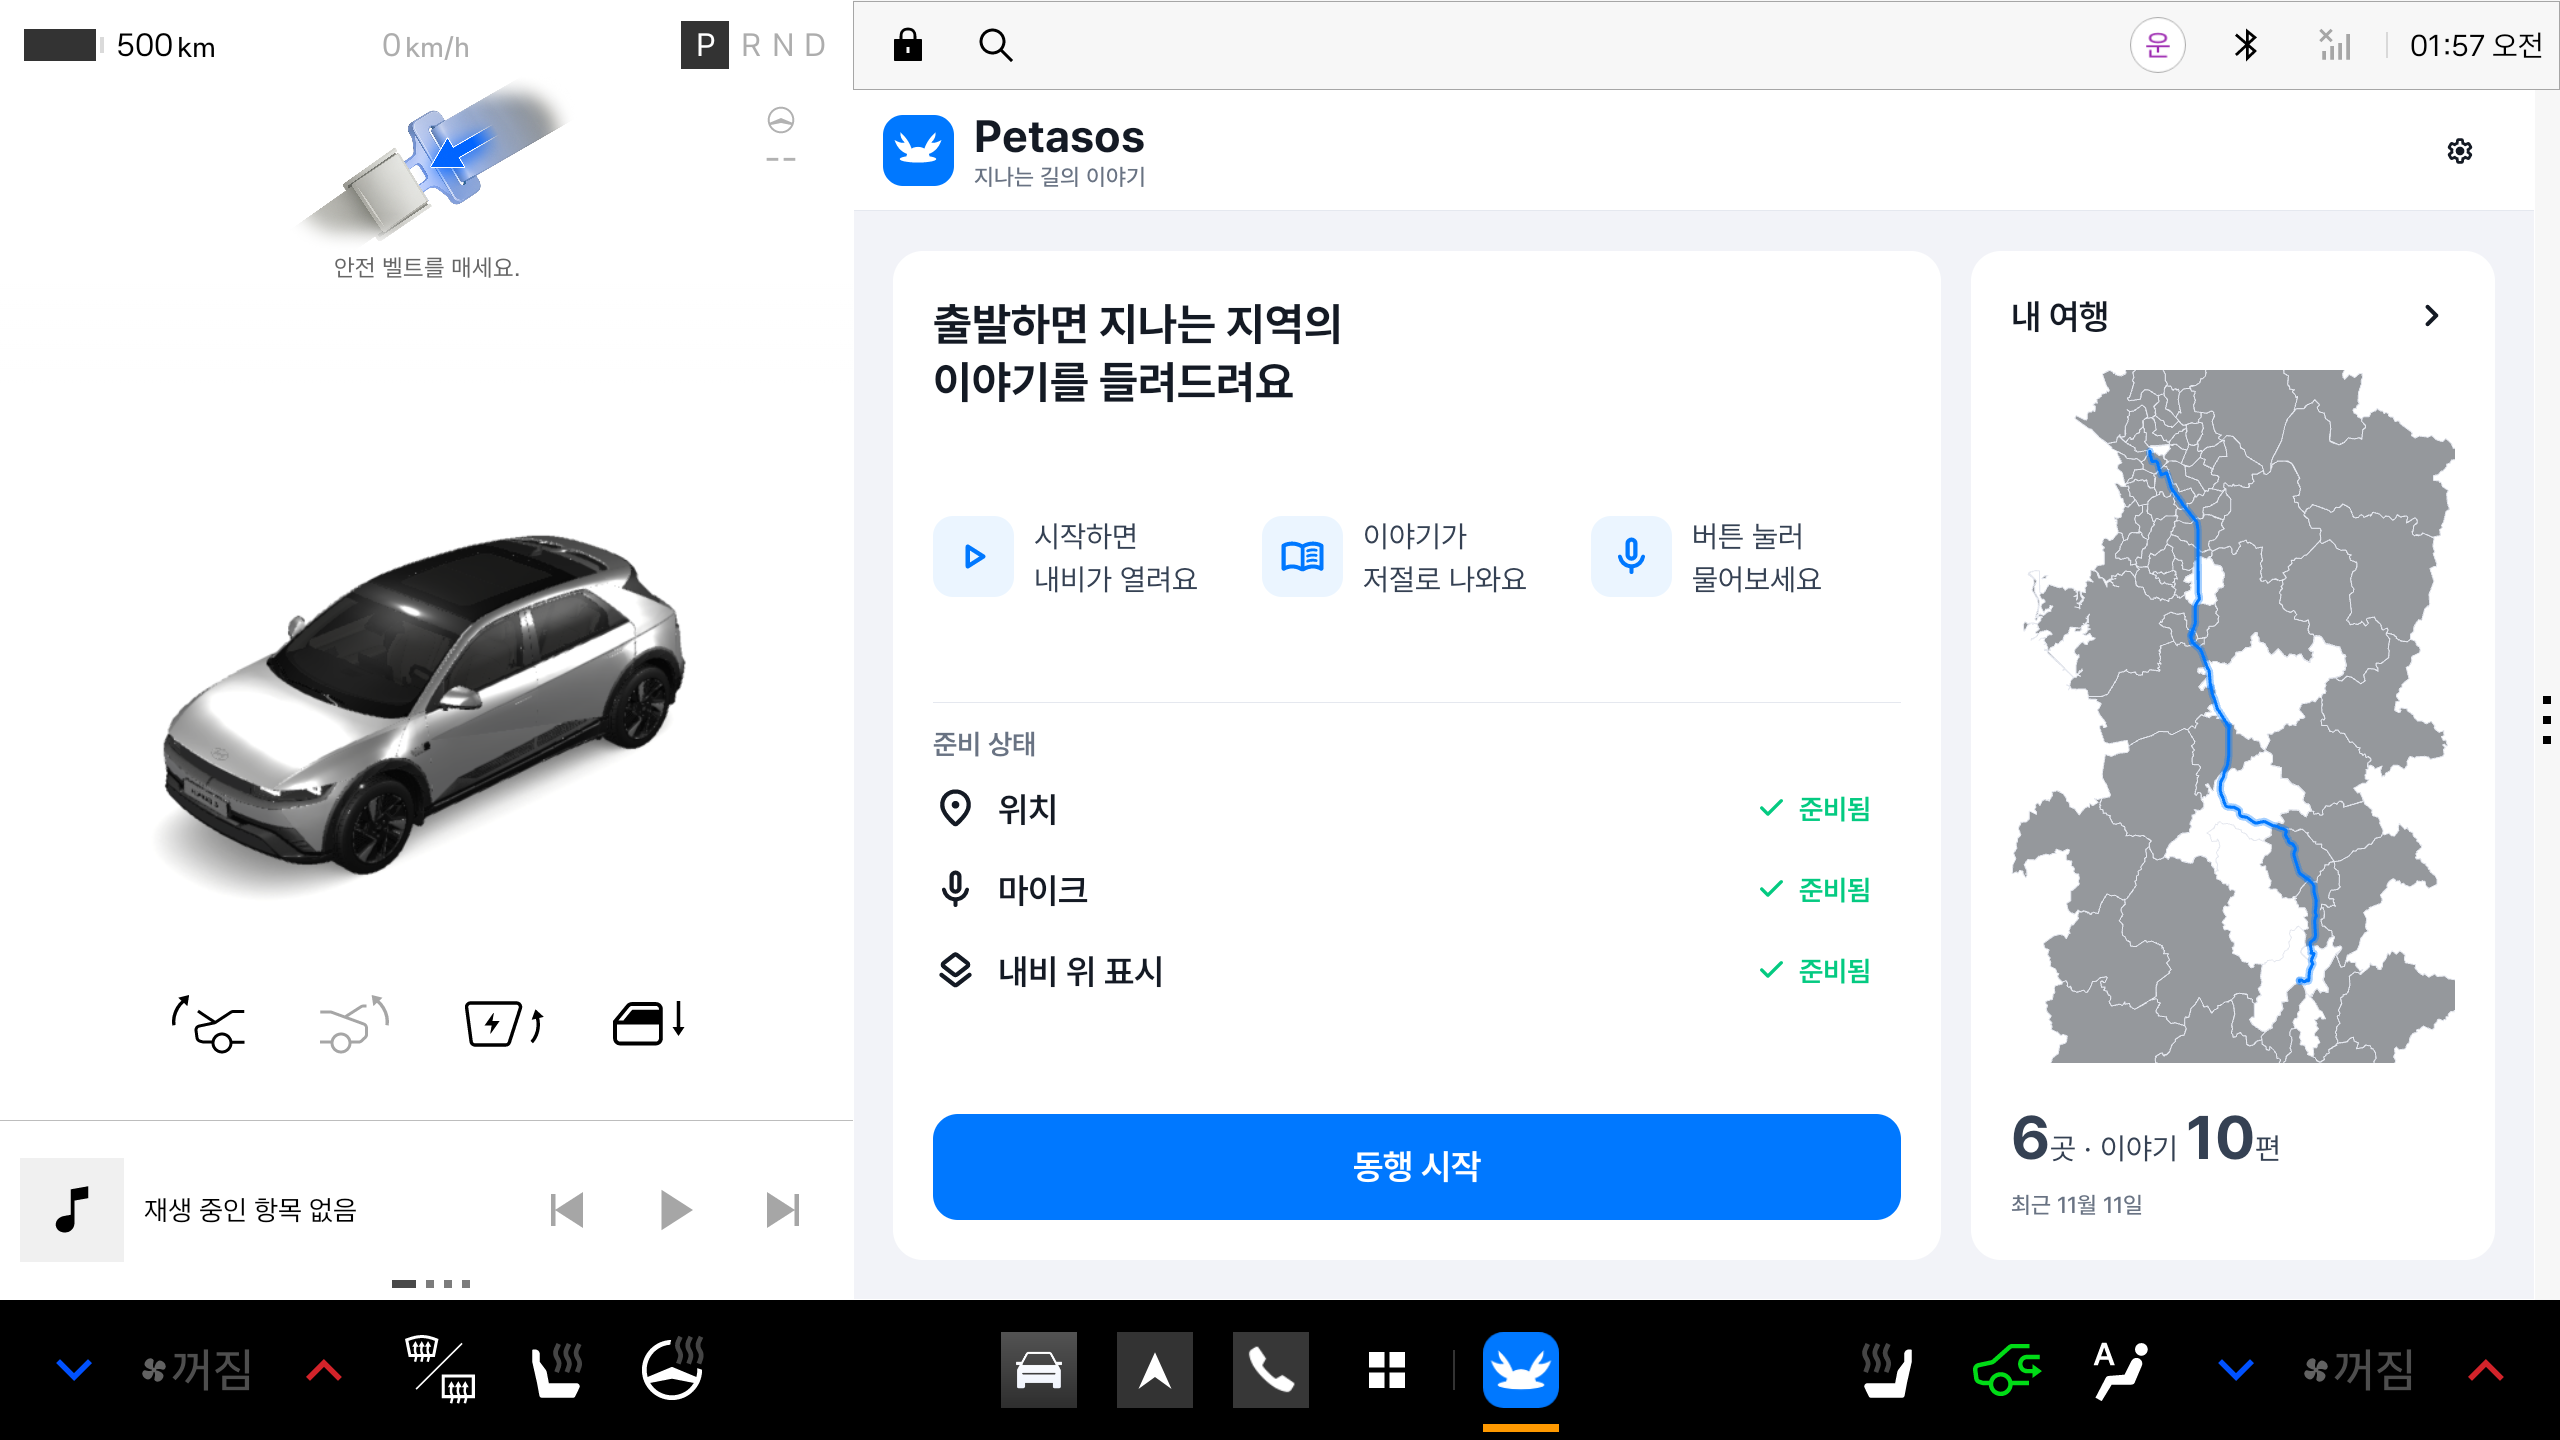 500 km
0 km/h
P R N D
운
01:57 오전
--
안전 벨트를 매세요.
Petasos
지나는 길의 이야기
출발하면 지나는 지역의
이야기를 들려드려요
시작하면
내비가 열려요
이야기가
저절로 나와요
버튼 눌러
물어보세요
준비 상태
위치
준비됨
마이크
준비됨
내비 위 표시
준비됨
동행 시작
내 여행
6곳 · 이야기 10편
최근 11월 11일
재생 중인 항목 없음
꺼짐
A
꺼짐